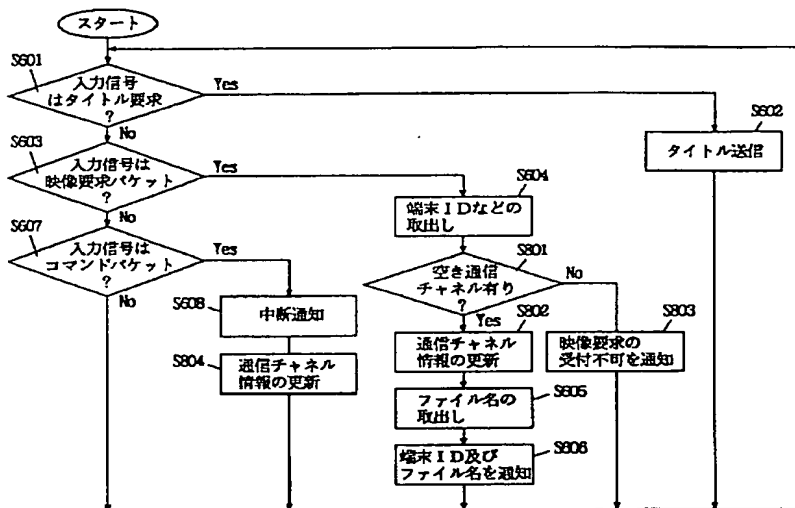 スタート
S601
入力信号
はタイトル要求
?
Yes
No
S602
タイトル送信
S603
入力信号は
映像要求パケット
?
Yes
No
S604
端末IDなどの
取出し
S607
入力信号は
コマンドパケット
?
Yes
No
S801
空き通信
チャネル有り
?
No
Yes
S608
中断通知
S802
通信チャネル
情報の更新
S803
映像要求の
受付不可を通知
S804
通信チャネル
情報の更新
S605
ファイル名の
取出し
S606
端末ID及び
ファイル名を通知